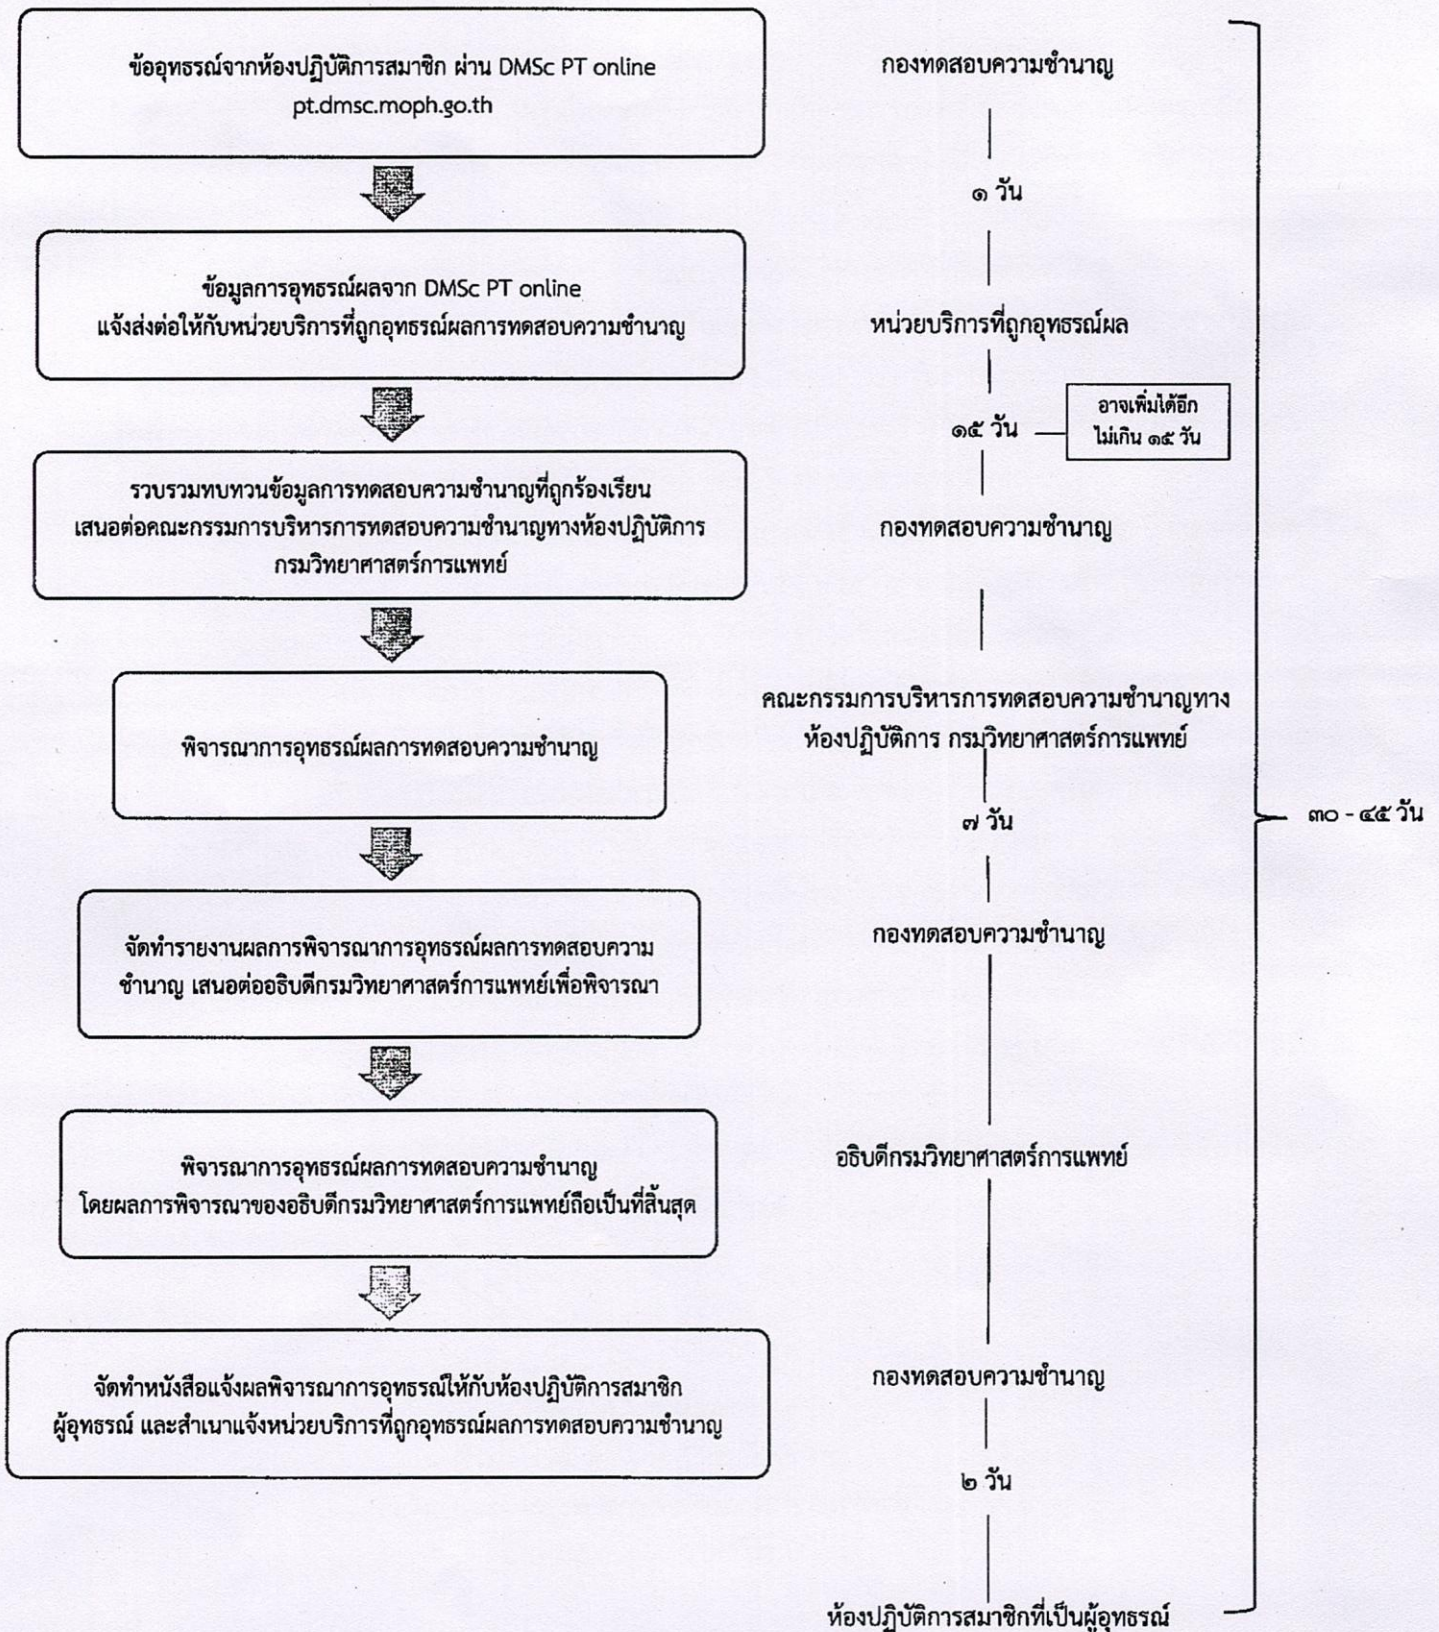 ข้ออุทธรณ์จากห้องปฏิบัติการสมาชิก ผ่าน DMSc PT online
pt.dmsc.moph.go.th
กองทดสอบความชำนาญ
๑ วัน
ข้อมูลการอุทธรณ์ผลจาก DMSc PT online
แจ้งส่งต่อให้กับหน่วยบริการที่ถูกอุทธรณ์ผลการทดสอบความชำนาญ
หน่วยบริการที่ถูกอุทธรณ์ผล
๑๕ วัน
อาจเพิ่มได้อีก
ไม่เกิน ๑๕ วัน
รวบรวมทบทวนข้อมูลการทดสอบความชำนาญที่ถูกร้องเรียน
เสนอต่อคณะกรรมการบริหารการทดสอบความชำนาญทางห้องปฏิบัติการ
กรมวิทยาศาสตร์การแพทย์
กองทดสอบความชำนาญ
พิจารณาการอุทธรณ์ผลการทดสอบความชำนาญ
คณะกรรมการบริหารการทดสอบความชำนาญทาง
ห้องปฏิบัติการ กรมวิทยาศาสตร์การแพทย์
๗ วัน
๓๐ - ๔๕ วัน
จัดทำรายงานผลการพิจารณาการอุทธรณ์ผลการทดสอบความ
ชำนาญ เสนอต่ออธิบดีกรมวิทยาศาสตร์การแพทย์เพื่อพิจารณา
กองทดสอบความชำนาญ
พิจารณาการอุทธรณ์ผลการทดสอบความชำนาญ
โดยผลการพิจารณาของอธิบดีกรมวิทยาศาสตร์การแพทย์ถือเป็นที่สิ้นสุด
อธิบดีกรมวิทยาศาสตร์การแพทย์
จัดทำหนังสือแจ้งผลพิจารณาการอุทธรณ์ให้กับห้องปฏิบัติการสมาชิก
ผู้อุทธรณ์ และสำเนาแจ้งหน่วยบริการที่ถูกอุทธรณ์ผลการทดสอบความชำนาญ
กองทดสอบความชำนาญ
๒ วัน
ห้องปฏิบัติการสมาชิกที่เป็นผู้อุทธรณ์